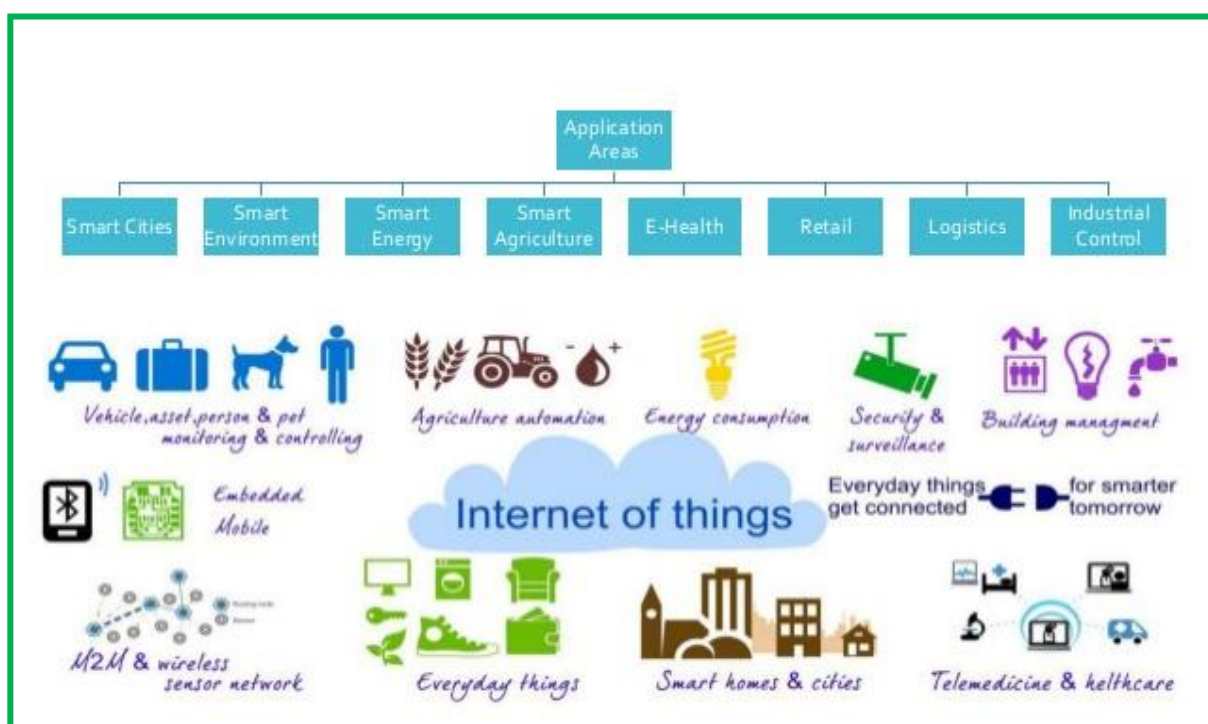 Application
Areas
Smart Cities
Smart
Environment
Smart
Energy
Smart
Agriculture
E-Health
Retail
Logistics
Industrial
Control
Vehicle,asset,person & pet
monitoring & controlling
Agriculture automation
Energy consumption
Security &
surveillance
Building managment
Embedded
Mobile
Internet of things
Everyday things
get connected
for smarter
tomorrow
M2M & wireless
sensor network
Everyday things
Smart homes & cities
Telemedicine & helthcare